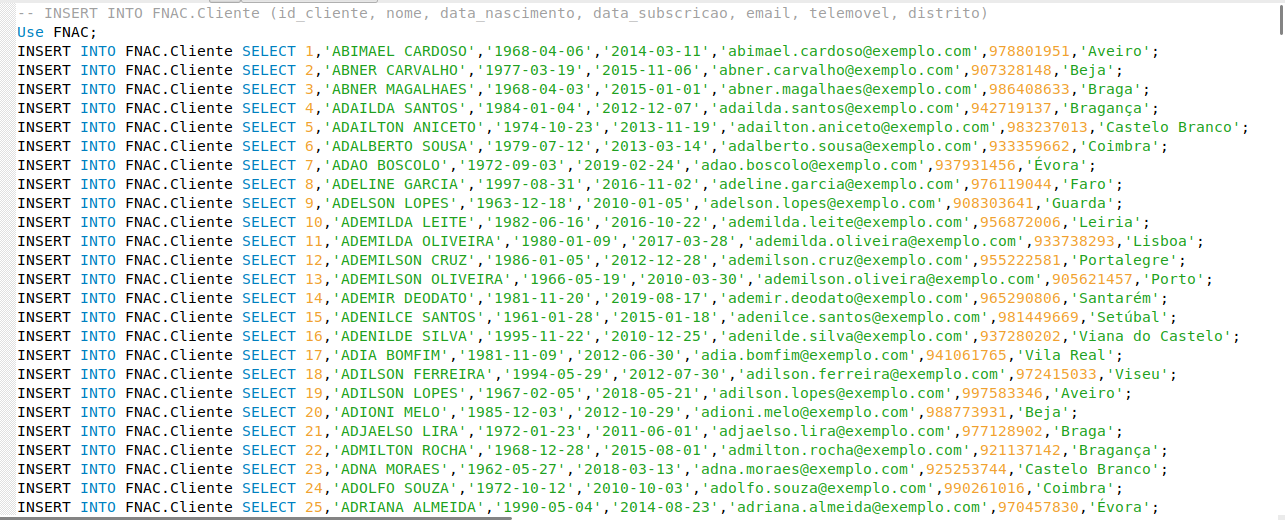 -- INSERT INTO FNAC.Cliente (id_cliente, nome, data_nascimento, data_subscricao, email, telemovel, distrito)
Use FNAC;
INSERT INTO FNAC.Cliente SELECT 1,'ABIMAEL CARDOSO','1968-04-06','2014-03-11','abimael.cardoso@exemplo.com',978801951,'Aveiro';
INSERT INTO FNAC.Cliente SELECT 2,'ABNER CARVALHO','1977-03-19','2015-11-06','abner.carvalho@exemplo.com',907328148,'Beja';
INSERT INTO FNAC.Cliente SELECT 3,'ABNER MAGALHAES','1968-04-03','2015-01-01','abner.magalhaes@exemplo.com',986408633,'Braga';
INSERT INTO FNAC.Cliente SELECT 4,'ADAILDA SANTOS','1984-01-04','2012-12-07','adailda.santos@exemplo.com',942719137,'Bragança';
INSERT INTO FNAC.Cliente SELECT 5,'ADAILTON ANICETO','1974-10-23','2013-11-19','adailton.aniceto@exemplo.com',983237013,'Castelo Branco';
INSERT INTO FNAC.Cliente SELECT 6,'ADALBERTO SOUSA','1979-07-12','2013-03-14','adalberto.sousa@exemplo.com',933359662,'Coimbra';
INSERT INTO FNAC.Cliente SELECT 7,'ADAO BOSCOLO','1972-09-03','2019-02-24','adao.boscolo@exemplo.com',937931456,'Évora';
INSERT INTO FNAC.Cliente SELECT 8,'ADELINE GARCIA','1997-08-31','2016-11-02','adeline.garcia@exemplo.com',976119044,'Faro';
INSERT INTO FNAC.Cliente SELECT 9,'ADELSON LOPES','1963-12-18','2010-01-05','adelson.lopes@exemplo.com',908303641,'Guarda';
INSERT INTO FNAC.Cliente SELECT 10,'ADEMILDA LEITE','1982-06-16','2016-10-22','ademilda.leite@exemplo.com',956872006,'Leiria';
INSERT INTO FNAC.Cliente SELECT 11,'ADEMILDA OLIVEIRA','1980-01-09','2017-03-28','ademilda.oliveira@exemplo.com',933738293,'Lisboa';
INSERT INTO FNAC.Cliente SELECT 12,'ADEMILSON CRUZ','1986-01-05','2012-12-28','ademilson.cruz@exemplo.com',955222581,'Portalegre';
INSERT INTO FNAC.Cliente SELECT 13,'ADEMILSON OLIVEIRA','1966-05-19','2010-03-30','ademilson.oliveira@exemplo.com',905621457,'Porto';
INSERT INTO FNAC.Cliente SELECT 14,'ADEMIR DEODATO','1981-11-20','2019-08-17','ademir.deodato@exemplo.com',965290806,'Santarém';
INSERT INTO FNAC.Cliente SELECT 15,'ADENILCE SANTOS','1961-01-28','2015-01-18','adenilce.santos@exemplo.com',981449669,'Setúbal';
INSERT INTO FNAC.Cliente SELECT 16,'ADENILDE SILVA','1995-11-22','2010-12-25','adenilde.silva@exemplo.com',937280202,'Viana do Castelo';
INSERT INTO FNAC.Cliente SELECT 17,'ADIA BOMFIM','1981-11-09','2012-06-30','adia.bomfim@exemplo.com',941061765,'Vila Real';
INSERT INTO FNAC.Cliente SELECT 18,'ADILSON FERREIRA','1994-05-29','2012-07-30','adilson.ferreira@exemplo.com',972415033,'Viseu';
INSERT INTO FNAC.Cliente SELECT 19,'ADILSON LOPES','1967-02-05','2018-05-21','adilson.lopes@exemplo.com',997583346,'Aveiro';
INSERT INTO FNAC.Cliente SELECT 20,'ADIONI MELO','1985-12-03','2012-10-29','adioni.melo@exemplo.com',988773931,'Beja';
INSERT INTO FNAC.Cliente SELECT 21,'ADJAELSO LIRA','1972-01-23','2011-06-01','adjaelso.lira@exemplo.com',977128902,'Braga';
INSERT INTO FNAC.Cliente SELECT 22,'ADMILTON ROCHA','1968-12-28','2015-08-01','admilton.rocha@exemplo.com',921137142,'Bragança';
INSERT INTO FNAC.Cliente SELECT 23,'ADNA MORAES','1962-05-27','2018-03-13','adna.moraes@exemplo.com',925253744,'Castelo Branco';
INSERT INTO FNAC.Cliente SELECT 24,'ADOLFO SOUZA','1972-10-12','2010-10-03','adolfo.souza@exemplo.com',990261016,'Coimbra';
INSERT INTO FNAC.Cliente SELECT 25,'ADRIANA ALMEIDA','1990-05-04','2014-08-23','adriana.almeida@exemplo.com',970457830,'Évora';